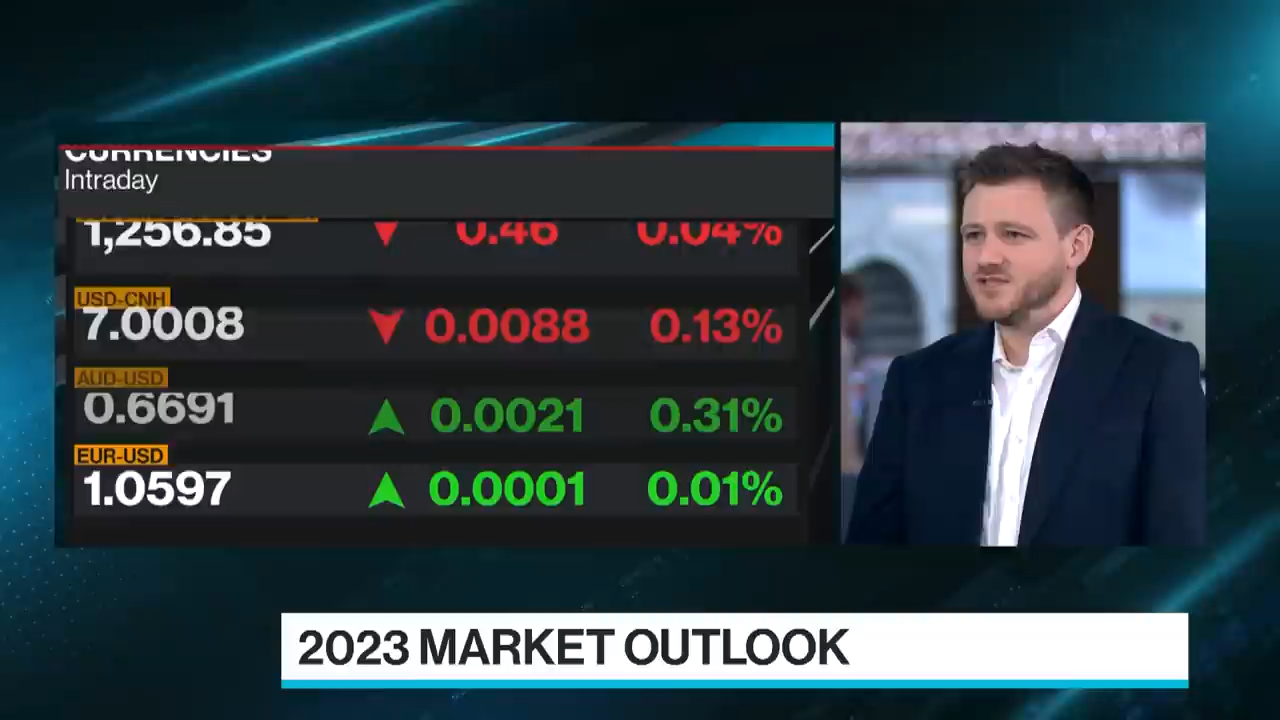 CURRENCIES
Intraday
1,256.85 ▼ 0.46 0.04%
USD-CNH
7.0008 ▼ 0.0088 0.13%
AUD-USD
0.6691 ▲ 0.0021 0.31%
EUR-USD
1.0597 ▲ 0.0001 0.01%
2023 MARKET OUTLOOK